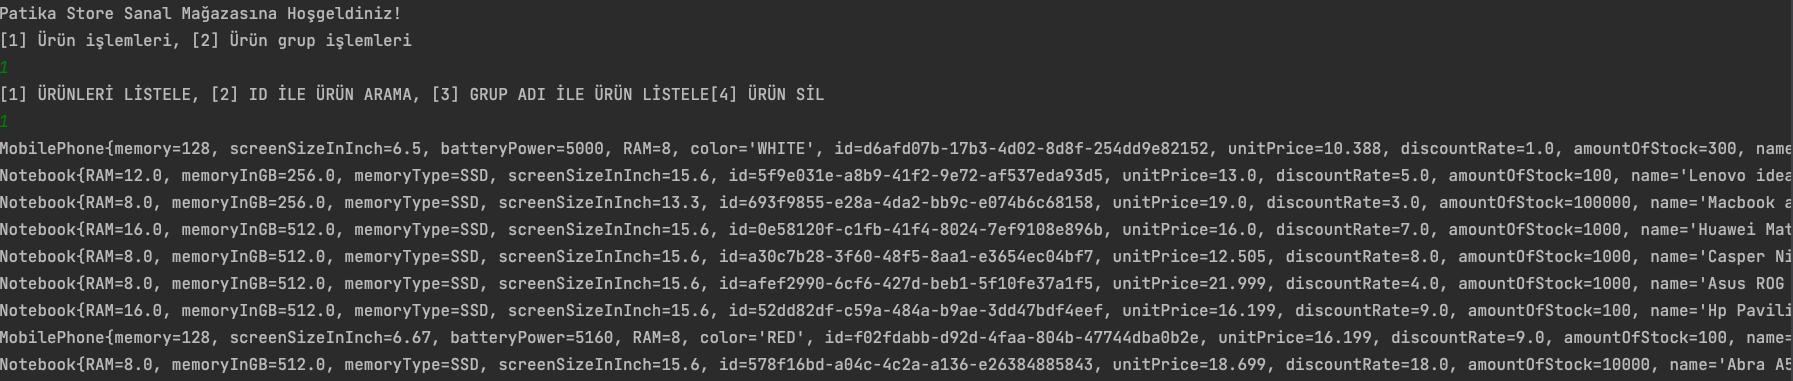 Patika Store Sanal Mağazasına Hoşgeldiniz!
[1] Ürün işlemleri, [2] Ürün grup işlemleri
1
[1] ÜRÜNLERİ LİSTELE, [2] ID İLE ÜRÜN ARAMA, [3] GRUP ADI İLE ÜRÜN LİSTELE[4] ÜRÜN SİL
1
MobilePhone{memory=128, screenSizeInInch=6.5, batteryPower=5000, RAM=8, color='WHITE', id=d6afd07b-17b3-4d02-8d8f-254dd9e82152, unitPrice=10.388, discountRate=1.0, amountOfStock=300, name
Notebook{RAM=12.0, memoryInGB=256.0, memoryType=SSD, screenSizeInInch=15.6, id=5f9e031e-a8b9-41f2-9e72-af537eda93d5, unitPrice=13.0, discountRate=5.0, amountOfStock=100, name='Lenovo idea
Notebook{RAM=8.0, memoryInGB=256.0, memoryType=SSD, screenSizeInInch=13.3, id=693f9855-e28a-4da2-bb9c-e074b6c68158, unitPrice=19.0, discountRate=3.0, amountOfStock=100000, name='Macbook a
Notebook{RAM=16.0, memoryInGB=512.0, memoryType=SSD, screenSizeInInch=15.6, id=0e58120f-c1fb-41f4-8024-7ef9108e896b, unitPrice=16.0, discountRate=7.0, amountOfStock=1000, name='Huawei Mat
Notebook{RAM=8.0, memoryInGB=512.0, memoryType=SSD, screenSizeInInch=15.6, id=a30c7b28-3f60-48f5-8aa1-e3654ec04bf7, unitPrice=12.505, discountRate=8.0, amountOfStock=1000, name='Casper Ni
Notebook{RAM=8.0, memoryInGB=512.0, memoryType=SSD, screenSizeInInch=15.6, id=afef2990-6cf6-427d-beb1-5f10fe37a1f5, unitPrice=21.999, discountRate=4.0, amountOfStock=1000, name='Asus ROG
Notebook{RAM=16.0, memoryInGB=512.0, memoryType=SSD, screenSizeInInch=15.6, id=52dd82df-c59a-484a-b9ae-3dd47bdf4eef, unitPrice=16.199, discountRate=9.0, amountOfStock=100, name='Hp Pavili
MobilePhone{memory=128, screenSizeInInch=6.67, batteryPower=5160, RAM=8, color='RED', id=f02fdabb-d92d-4faa-804b-47744dba0b2e, unitPrice=16.199, discountRate=9.0, amountOfStock=100, name=
Notebook{RAM=8.0, memoryInGB=512.0, memoryType=SSD, screenSizeInInch=15.6, id=578f16bd-a04c-4c2a-a136-e26384885843, unitPrice=18.699, discountRate=18.0, amountOfStock=10000, name='Abra A5